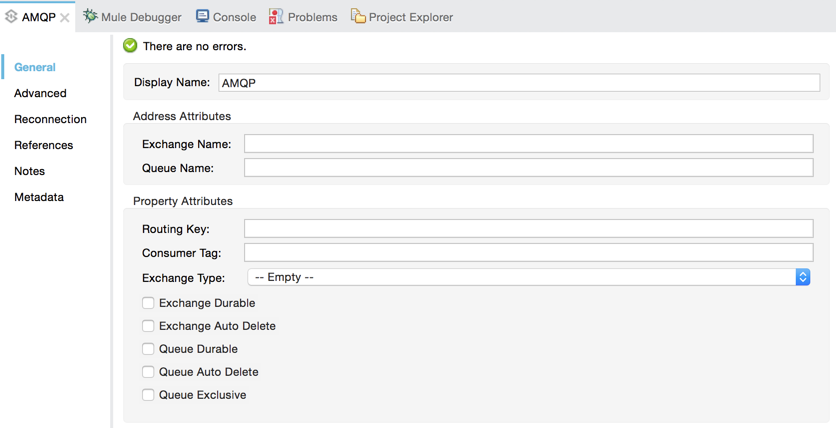 AMQP Mule Debugger Console Problems Project Explorer
There are no errors.
General
Advanced
Reconnection
References
Notes
Metadata
Display Name: AMQP
Address Attributes
Exchange Name:
Queue Name:
Property Attributes
Routing Key:
Consumer Tag:
Exchange Type: -- Empty --
Exchange Durable
Exchange Auto Delete
Queue Durable
Queue Auto Delete
Queue Exclusive